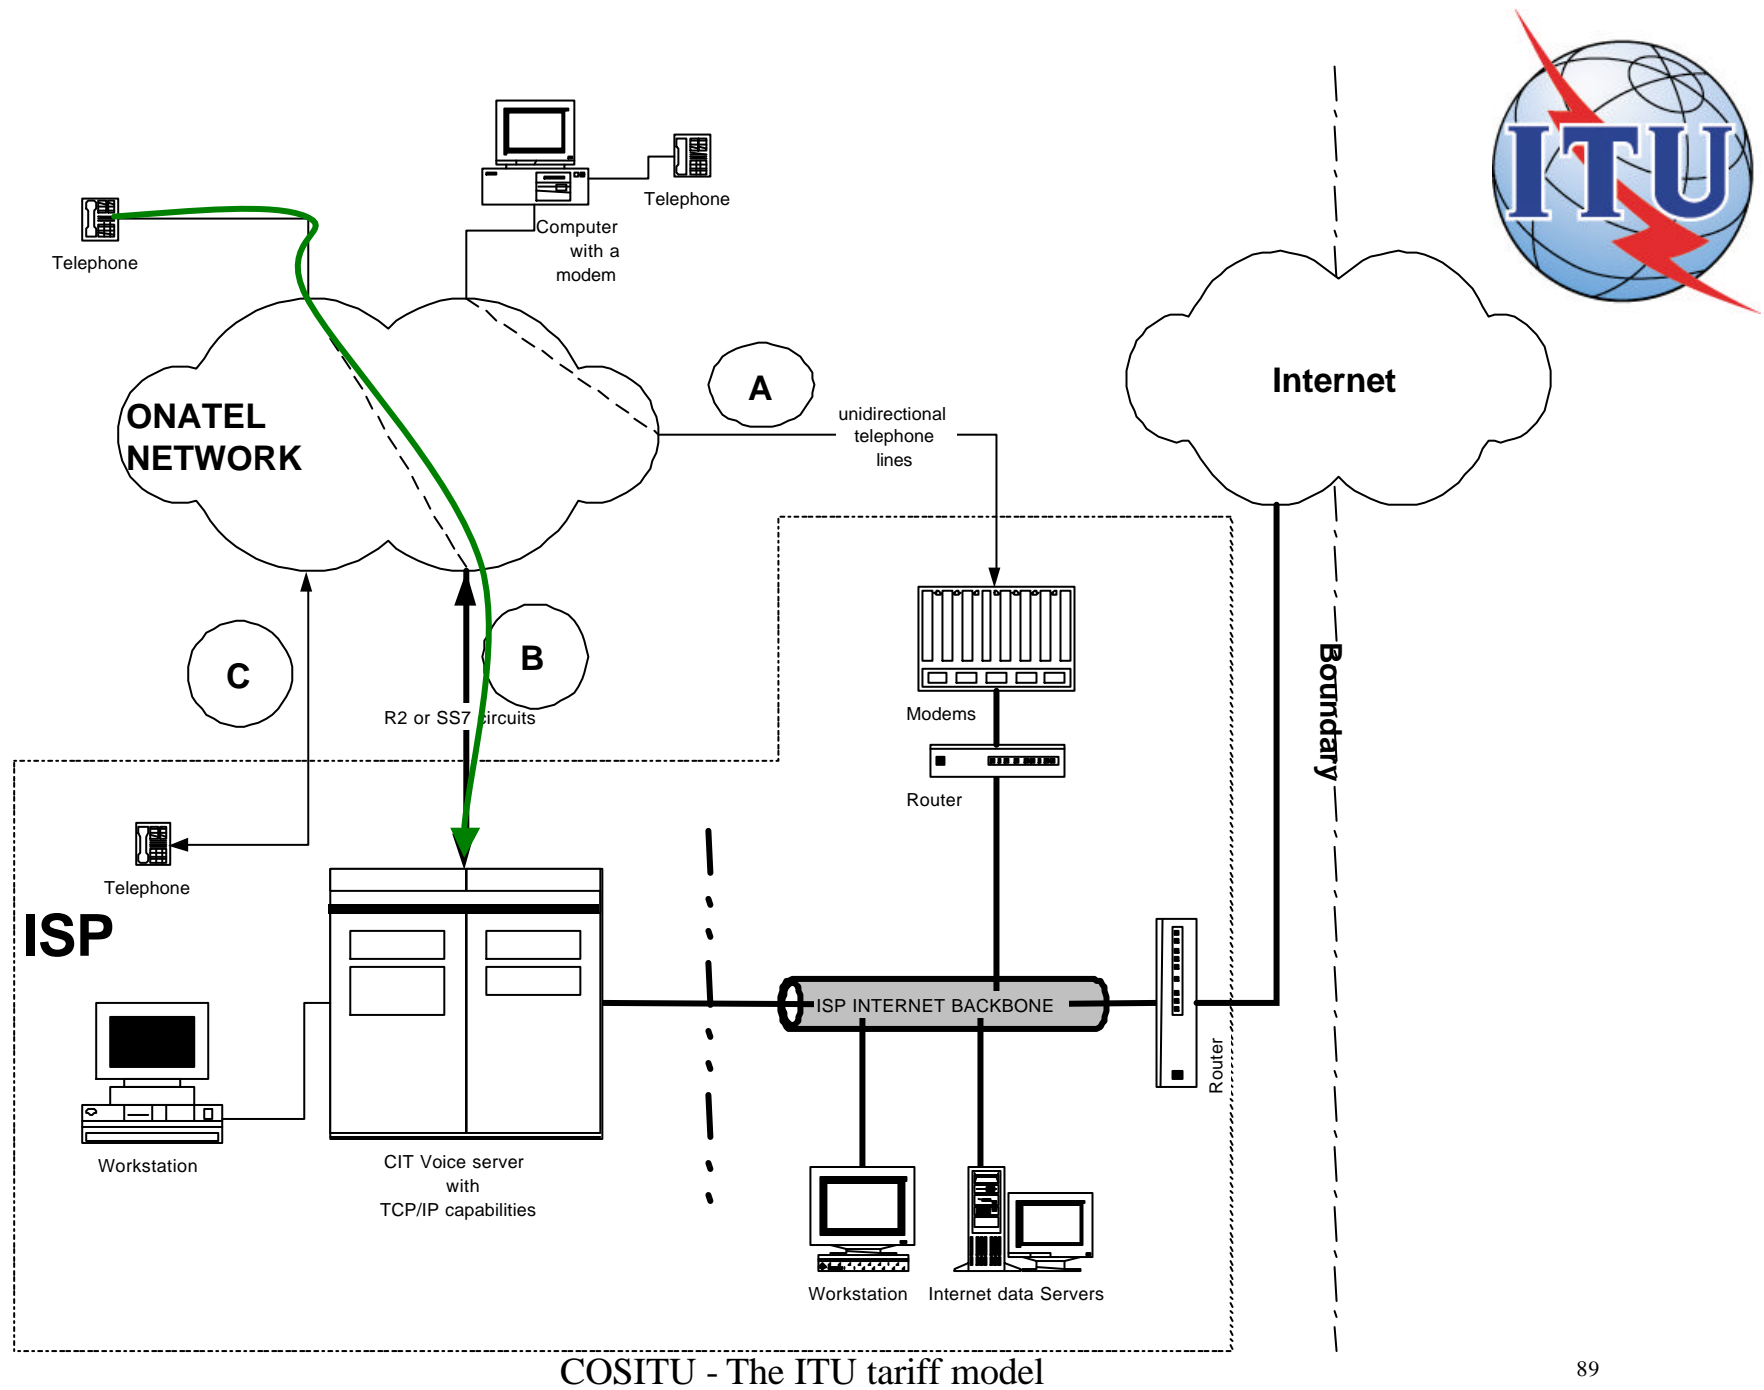 ITU
Telephone
Computer
with a
modem
Telephone
Internet
A
ONATEL
NETWORK
unidirectional
telephone
lines
C
B
R2 or SS7 circuits
Boundary
Modems
Router
Telephone
ISP
ISP INTERNET BACKBONE
Router
Workstation
CIT Voice server
with
TCP/IP capabilities
Workstation
Internet data Servers
COSITU - The ITU tariff model
89